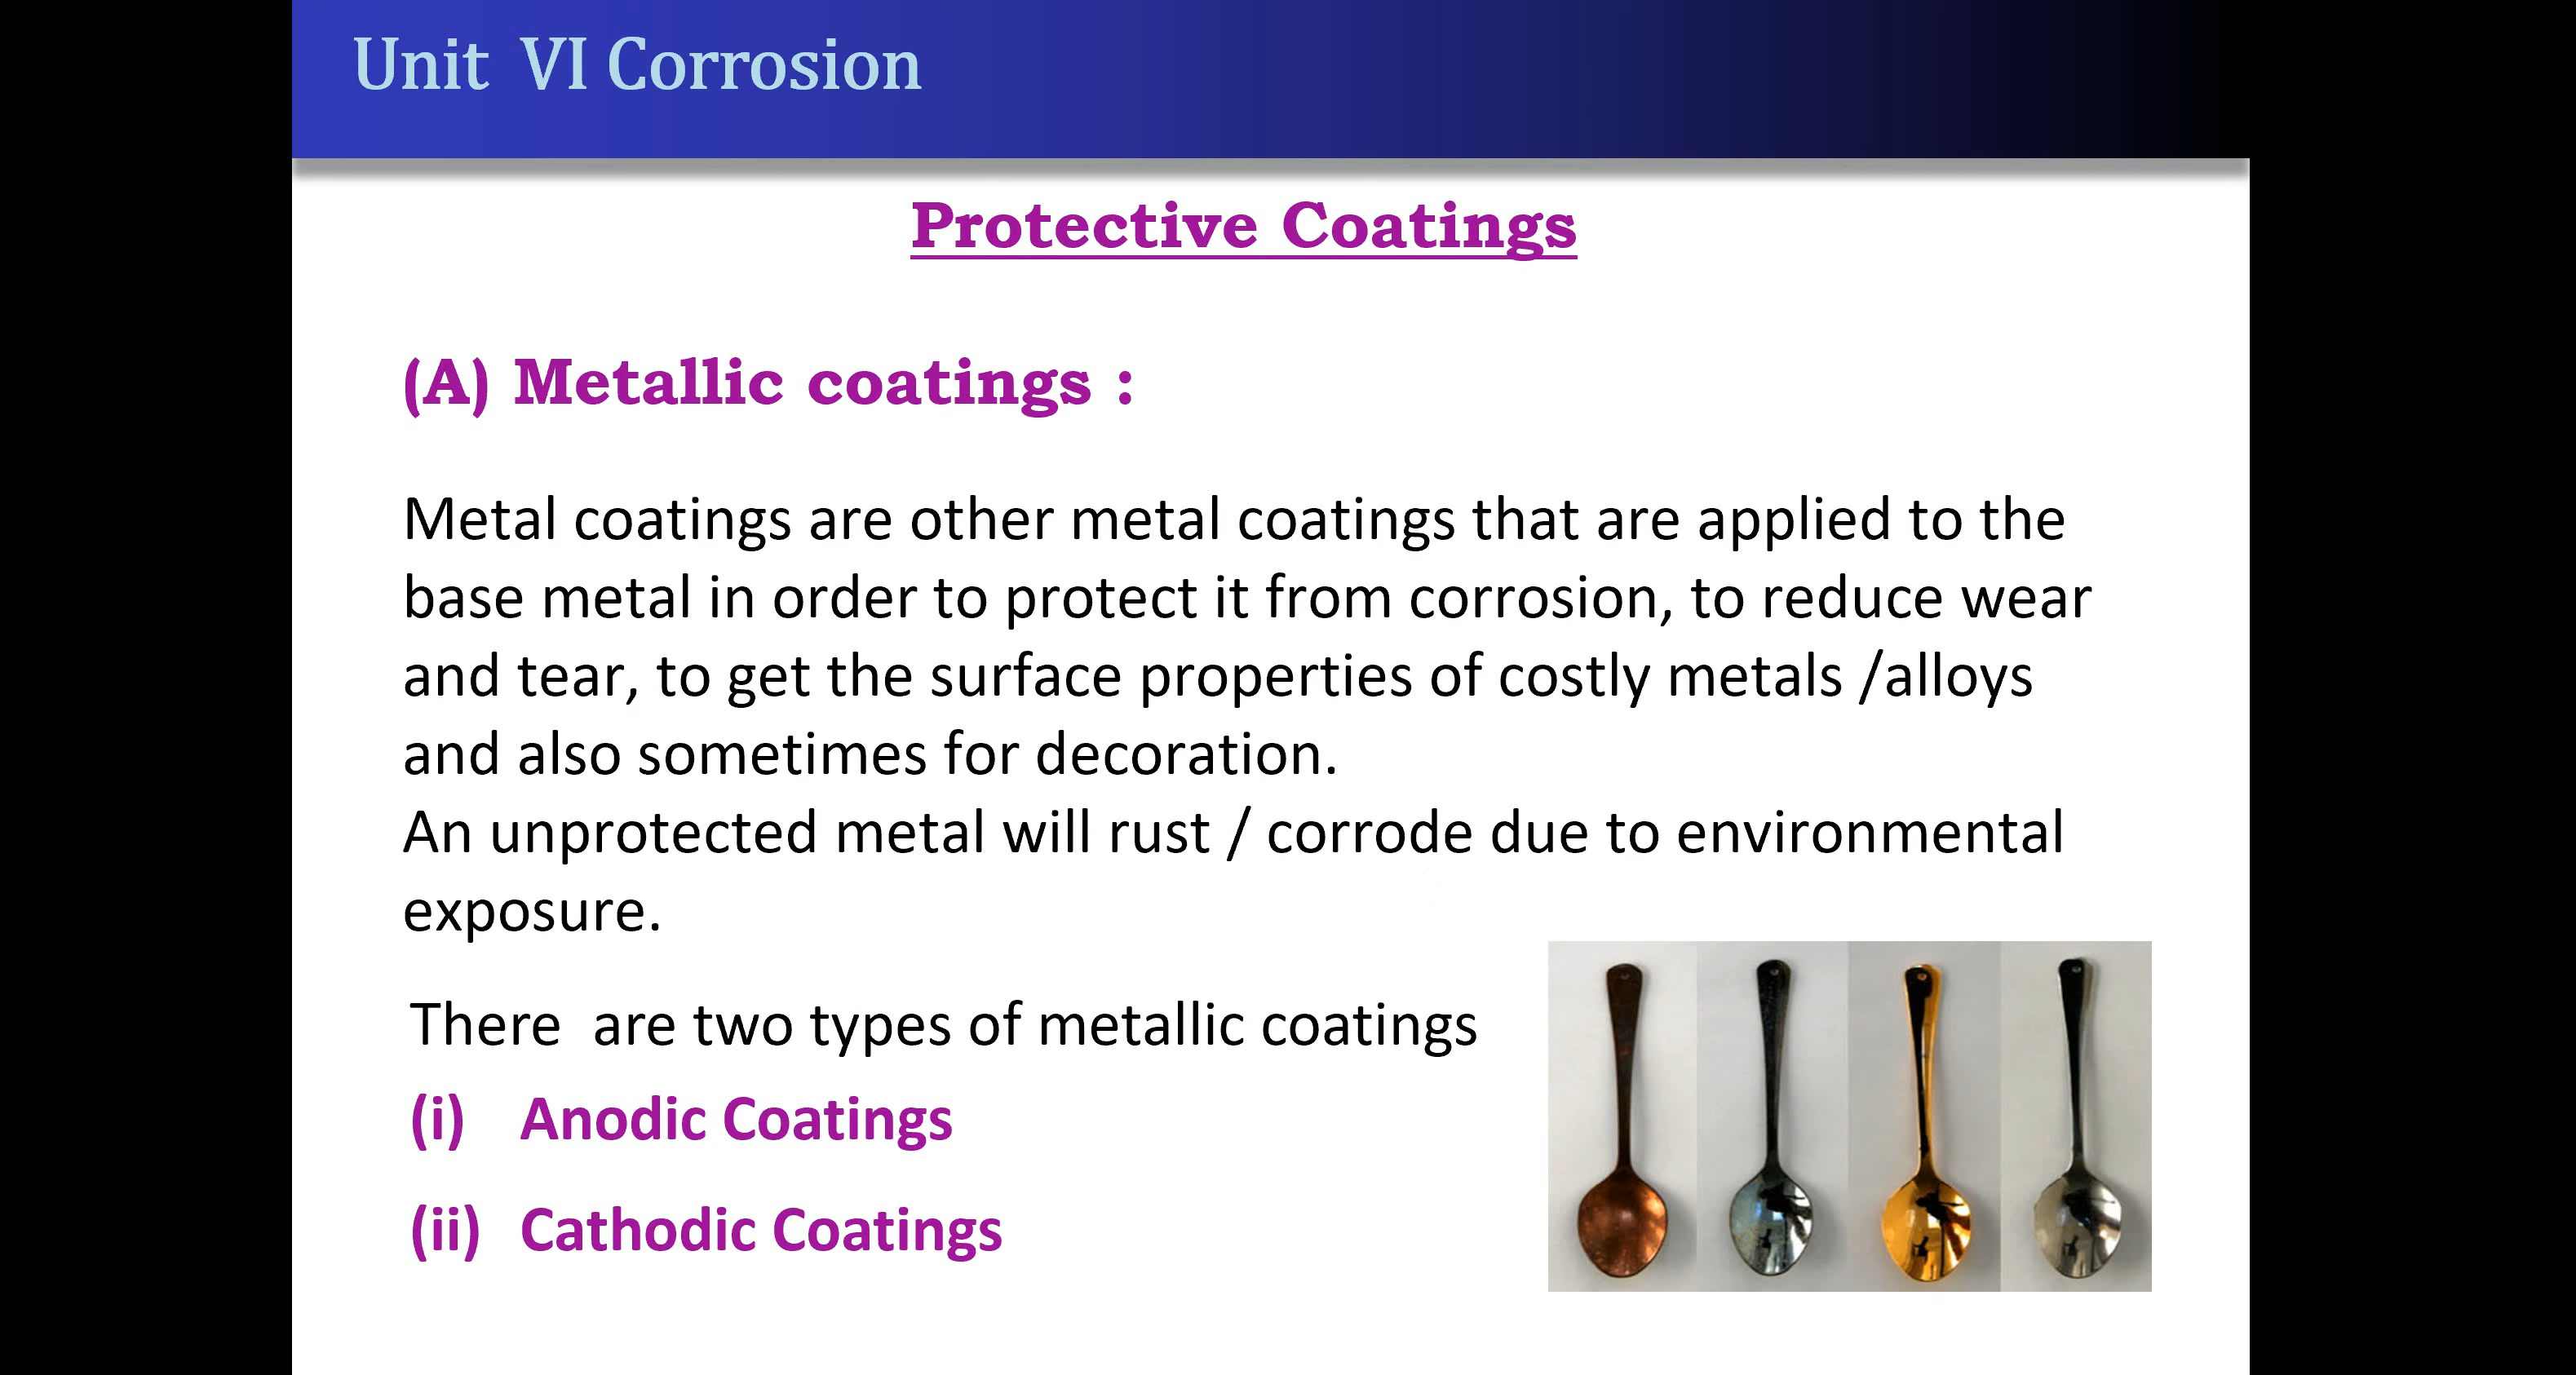 Unit VI Corrosion
Protective Coatings
(A) Metallic coatings :
Metal coatings are other metal coatings that are applied to the
base metal in order to protect it from corrosion, to reduce wear
and tear, to get the surface properties of costly metals /alloys
and also sometimes for decoration.
An unprotected metal will rust / corrode due to environmental
exposure.
There are two types of metallic coatings
(i) Anodic Coatings
(ii) Cathodic Coatings